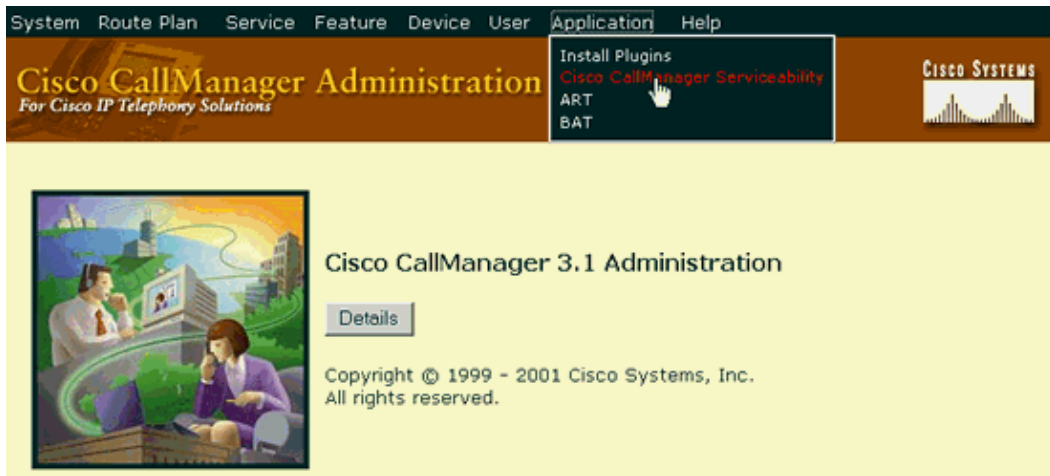 System Route Plan Service Feature Device User Application Help
Install Plugins
Cisco CallManager Serviceability
ART
BAT
Cisco CallManager Administration
For Cisco IP Telephony Solutions
CISCO SYSTEMS
Cisco CallManager 3.1 Administration
Details
Copyright © 1999 - 2001 Cisco Systems, Inc.
All rights reserved.